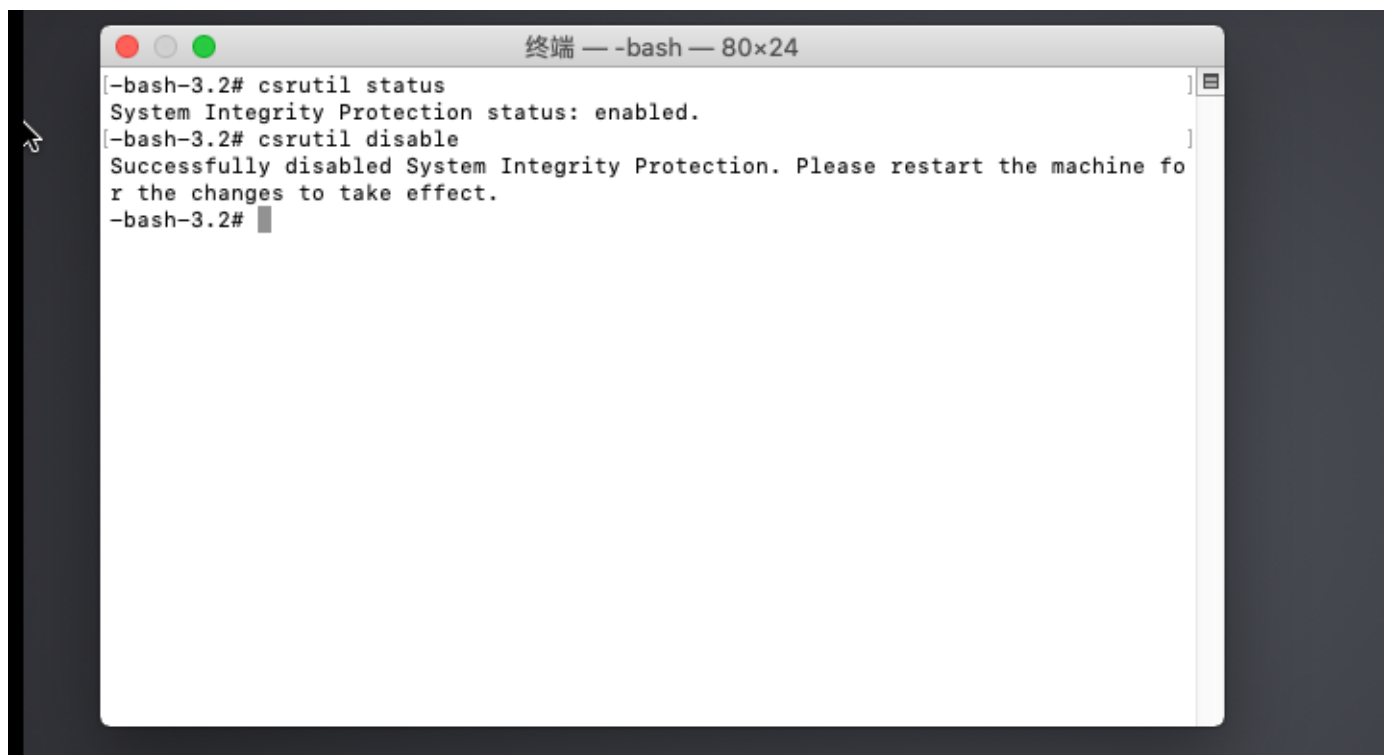 终端 — -bash — 80×24
[-bash-3.2# csrutil status ]
System Integrity Protection status: enabled.
[-bash-3.2# csrutil disable ]
Successfully disabled System Integrity Protection. Please restart the machine fo
r the changes to take effect.
-bash-3.2#